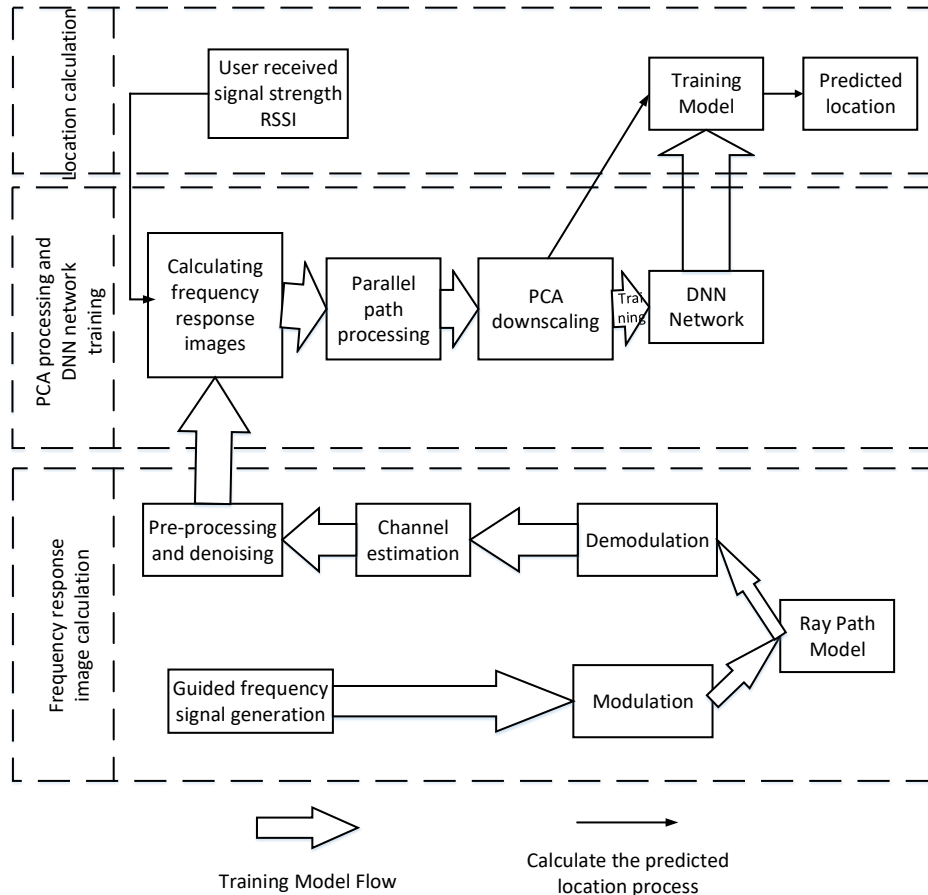 Location calculation
User received
signal strength
RSSI
Training
Model
Predicted
location
PCA processing and
DNN network
training
Calculating
frequency
response
images
Parallel
path
processing
PCA
downscaling
Trai
ning
DNN
Network
Frequency response
image calculation
Pre-processing
and denoising
Channel
estimation
Demodulation
Ray Path
Model
Guided frequency
signal generation
Modulation
Training Model Flow
Calculate the predicted
location process